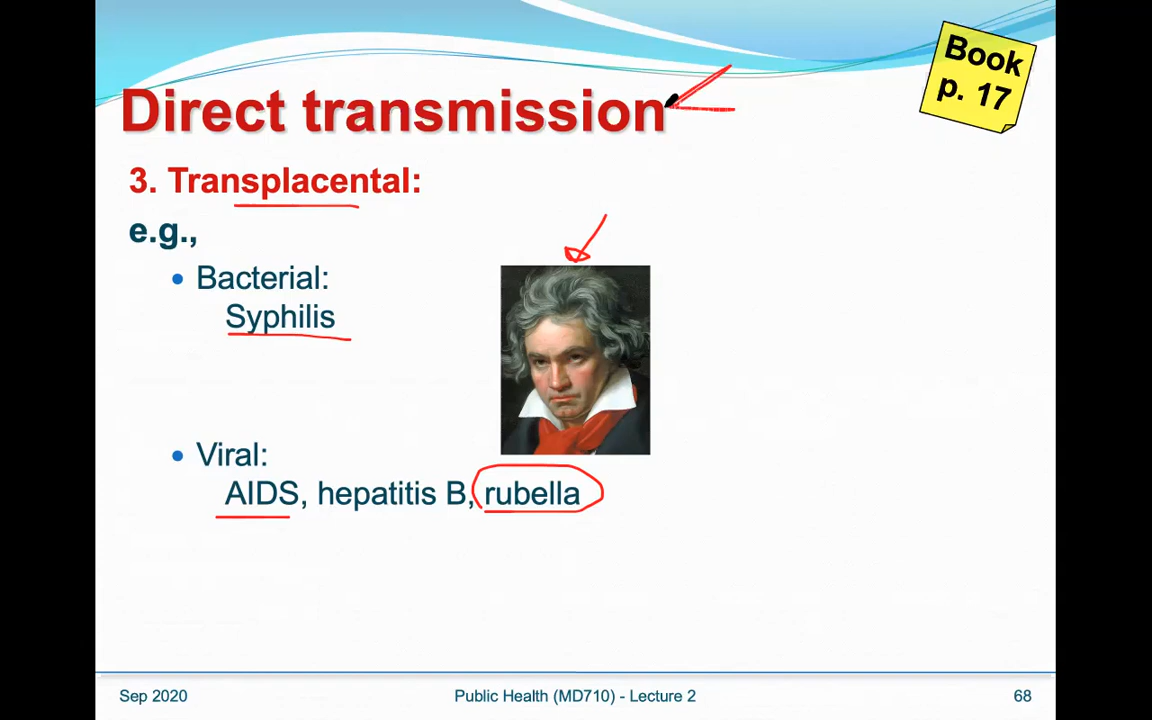 Book
p. 17
Direct transmission
3. Transplacental:
e.g.,
• Bacterial:
Syphilis
• Viral:
AIDS, hepatitis B, rubella
Sep 2020
Public Health (MD710) - Lecture 2
68